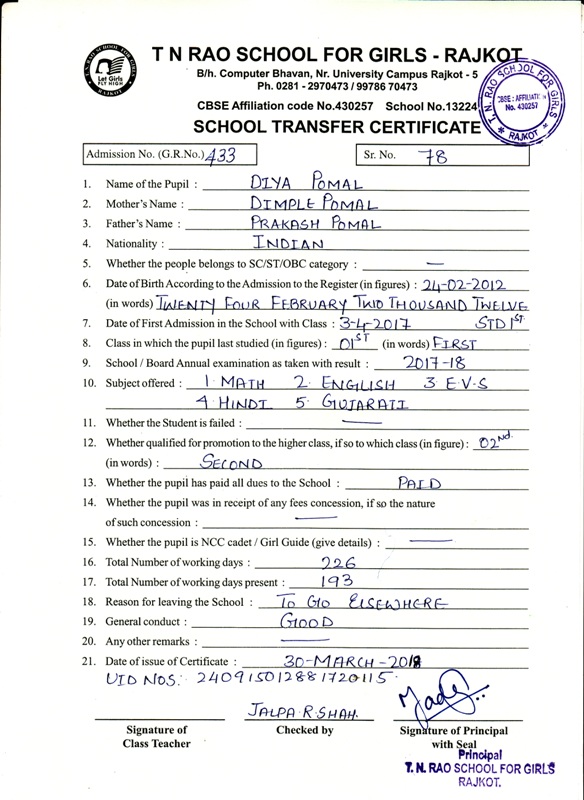 T. N. RAO SCHOOL FOR GIRLS
Let Girls
FLY HIGH
RAJKOT
T N RAO SCHOOL FOR GIRLS - RAJKOT
B/h. Computer Bhavan, Nr. University Campus Rajkot - 5
Ph. 0281 - 2970473 / 99786 70473
CBSE Affiliation code No.430257 School No.13224
T. N. RAO SCHOOL FOR GIRLS
CBSE : AFFILIATION
No. 430257
* RAJKOT *
SCHOOL TRANSFER CERTIFICATE
Admission No. (G.R.No.) 433 Sr. No. 78
1. Name of the Pupil : DIYA POMAL
2. Mother's Name : DIMPLE POMAL
3. Father's Name : PRAKASH POMAL
4. Nationality : INDIAN
5. Whether the people belongs to SC/ST/OBC category : —
6. Date of Birth According to the Admission to the Register (in figures) : 24-02-2012
(in words) TWENTY FOUR FEBRUARY TWO THOUSAND TWELVE
7. Date of First Admission in the School with Class : 3-4-2017 STD 1st
8. Class in which the pupil last studied (in figures) : 01ST (in words) FIRST
9. School / Board Annual examination as taken with result : 2017-18
10. Subject offered : 1. MATH 2. ENGLISH 3. E.V.S
4. HINDI 5. GUJARATI
11. Whether the Student is failed : —
12. Whether qualified for promotion to the higher class, if so to which class (in figure) : 02nd
(in words) : SECOND
13. Whether the pupil has paid all dues to the School : PAID
14. Whether the pupil was in receipt of any fees concession, if so the nature
of such concession : —
15. Whether the pupil is NCC cadet / Girl Guide (give details) : —
16. Total Number of working days : 226
17. Total Number of working days present : 193
18. Reason for leaving the School : TO GO ELSEWHERE
19. General conduct : GOOD
20. Any other remarks : —
21. Date of issue of Certificate : 30-MARCH-2018
UID NOS: 240915012881720115.
JALPA.R.SHAH.
Signature of Class Teacher
Checked by
Signature of Principal
with Seal
Principal
T. N. RAO SCHOOL FOR GIRLS
RAJKOT.